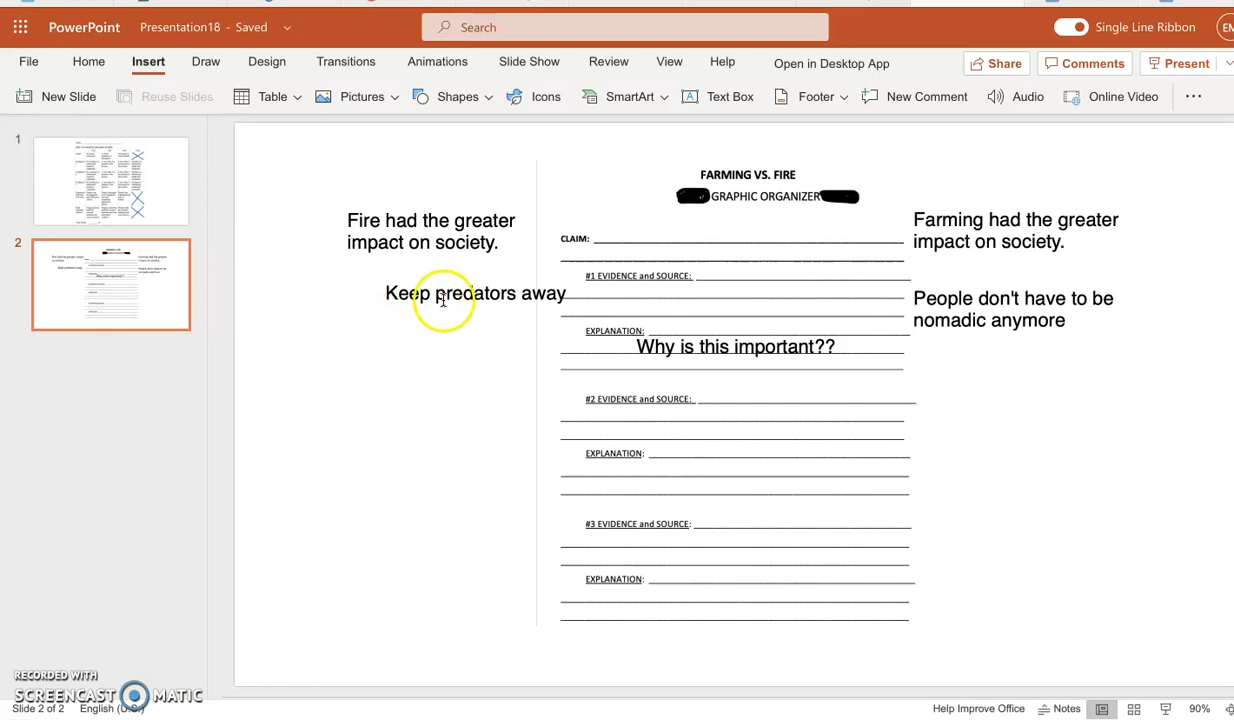 PowerPoint
Presentation18 - Saved
Search
Single Line Ribbon
EM
File
Home
Insert
Draw
Design
Transitions
Animations
Slide Show
Review
View
Help
Open in Desktop App
Share
Comments
Present
New Slide
Reuse Slides
Table
Pictures
Shapes
Icons
SmartArt
Text Box
Footer
New Comment
Audio
Online Video
1
2
FARMING VS. FIRE
GRAPHIC ORGANIZER
Fire had the greater
impact on society.
Keep predators away
CLAIM:
#1 EVIDENCE and SOURCE:
EXPLANATION:
Why is this important??
#2 EVIDENCE and SOURCE:
EXPLANATION:
#3 EVIDENCE and SOURCE:
EXPLANATION:
Farming had the greater
impact on society.
People don't have to be
nomadic anymore
RECORDED WITH
SCREENCAST MATIC
Slide 2 of 2
English (U.S.)
Help Improve Office
Notes
90%